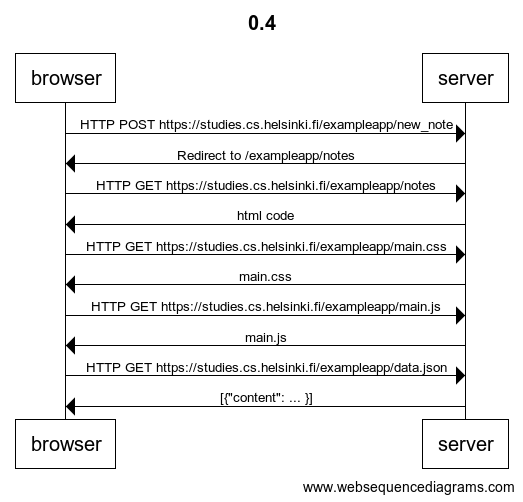 0.4
browser server
HTTP POST https://studies.cs.helsinki.fi/exampleapp/new_note
Redirect to /exampleapp/notes
HTTP GET https://studies.cs.helsinki.fi/exampleapp/notes
html code
HTTP GET https://studies.cs.helsinki.fi/exampleapp/main.css
main.css
HTTP GET https://studies.cs.helsinki.fi/exampleapp/main.js
main.js
HTTP GET https://studies.cs.helsinki.fi/exampleapp/data.json
[{"content": ... }]
browser server
www.websequencediagrams.com